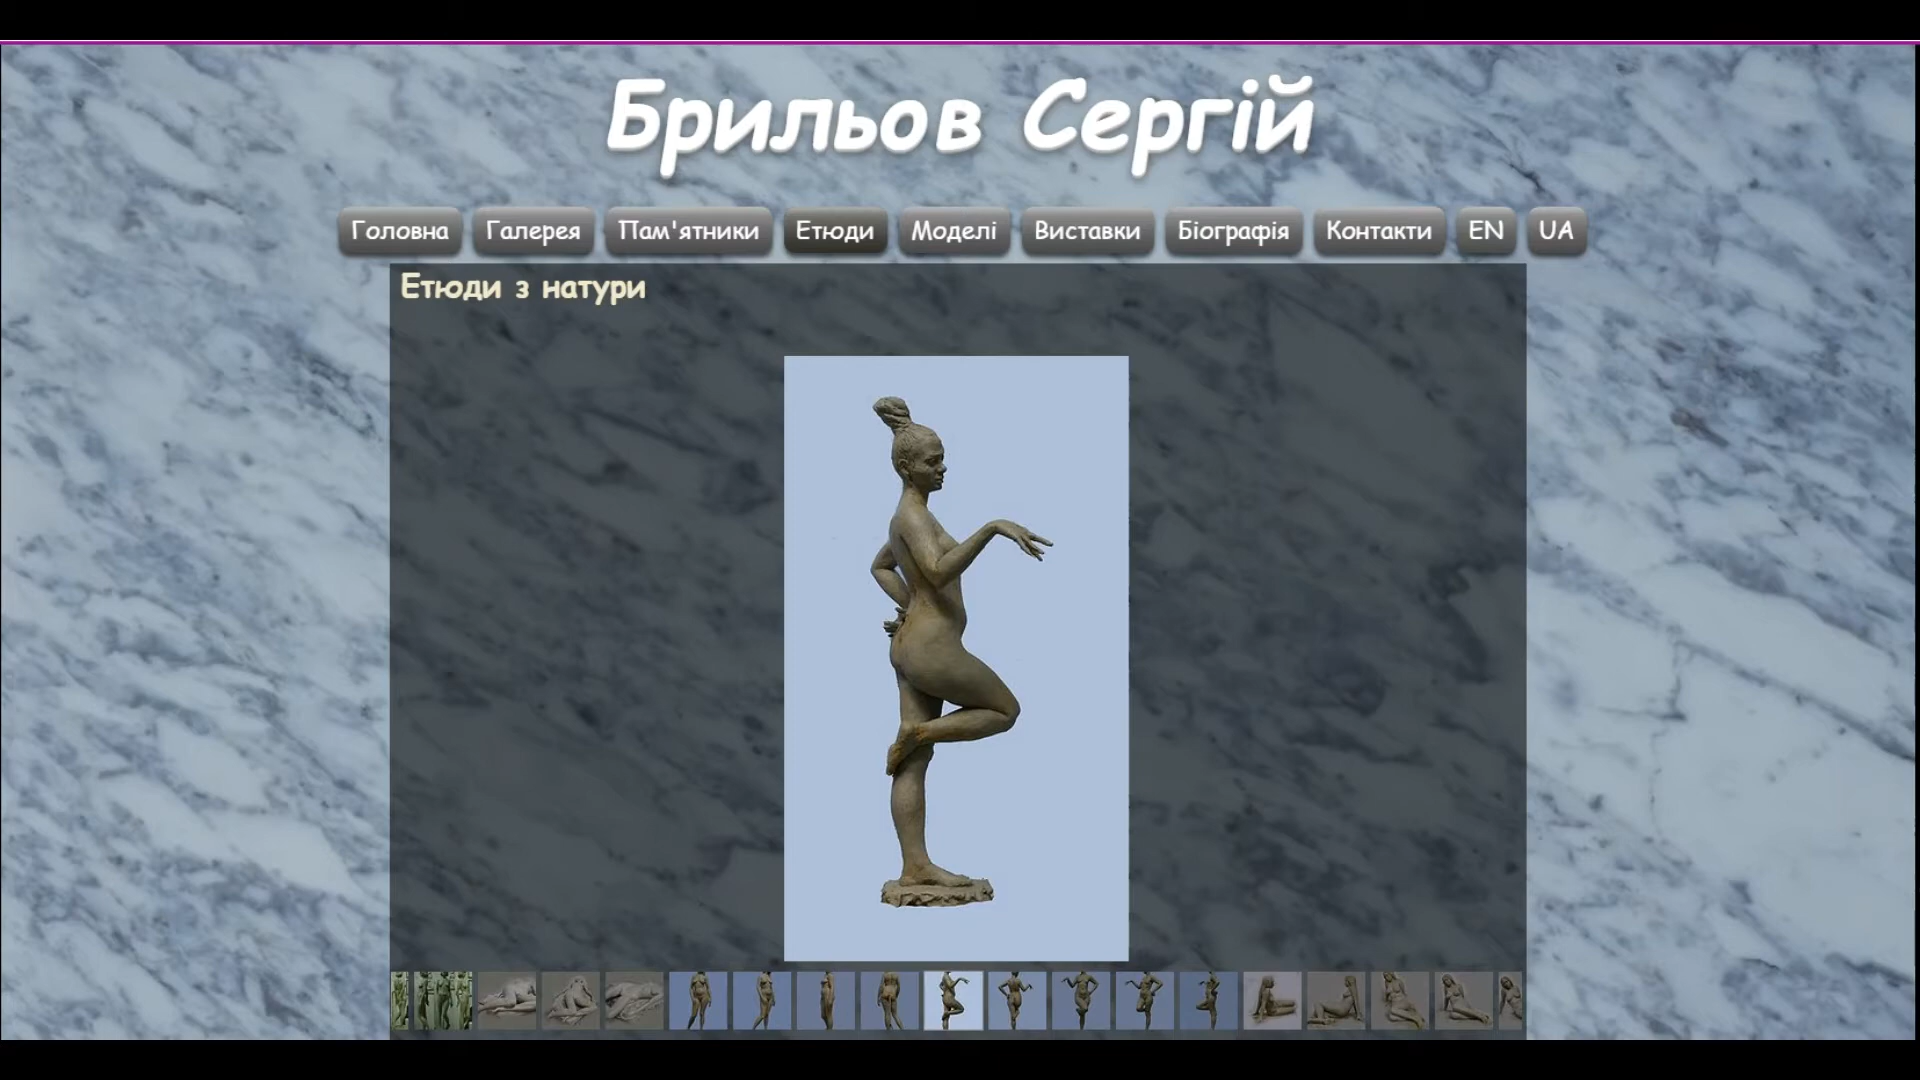 Брильов Сергій
Головна Галерея Пам'ятники Етюди Моделі Виставки Біографія Контакти EN UA
Етюди з натури